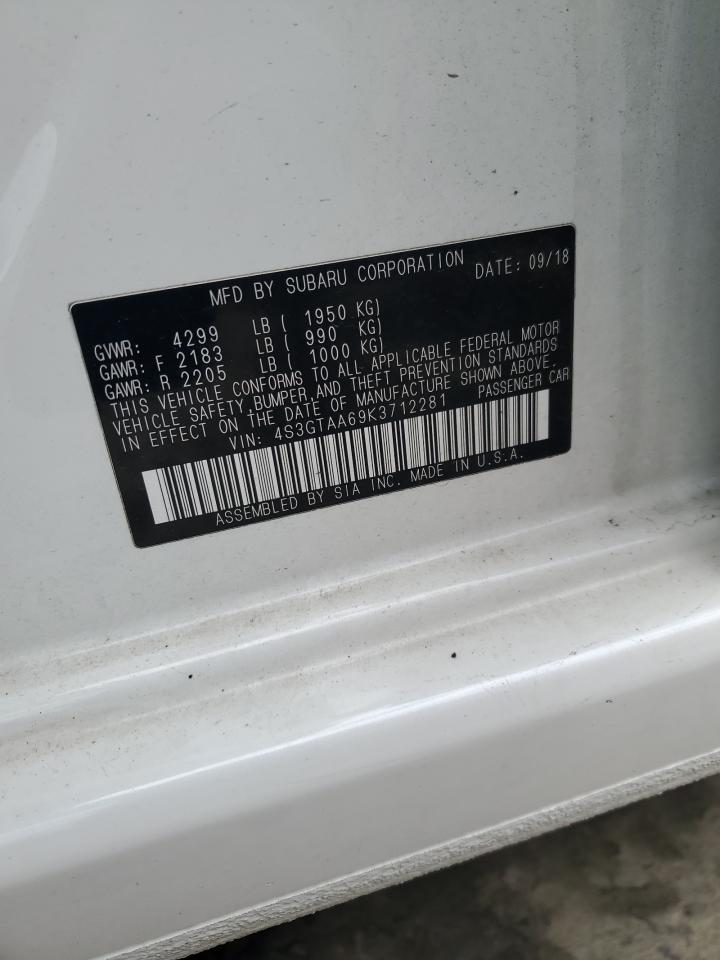 MFD BY SUBARU CORPORATION DATE: 09/18
GVWR: 4299 LB ( 1950 KG)
GAWR: F 2183 LB ( 990 KG)
GAWR: R 2205 LB ( 1000 KG)
THIS VEHICLE CONFORMS TO ALL APPLICABLE FEDERAL MOTOR
VEHICLE SAFETY,BUMPER,AND THEFT PREVENTION STANDARDS
IN EFFECT ON THE DATE OF MANUFACTURE SHOWN ABOVE.
VIN: 4S3GTAA69K3712281 PASSENGER CAR
ASSEMBLED BY SIA INC. MADE IN U.S.A.